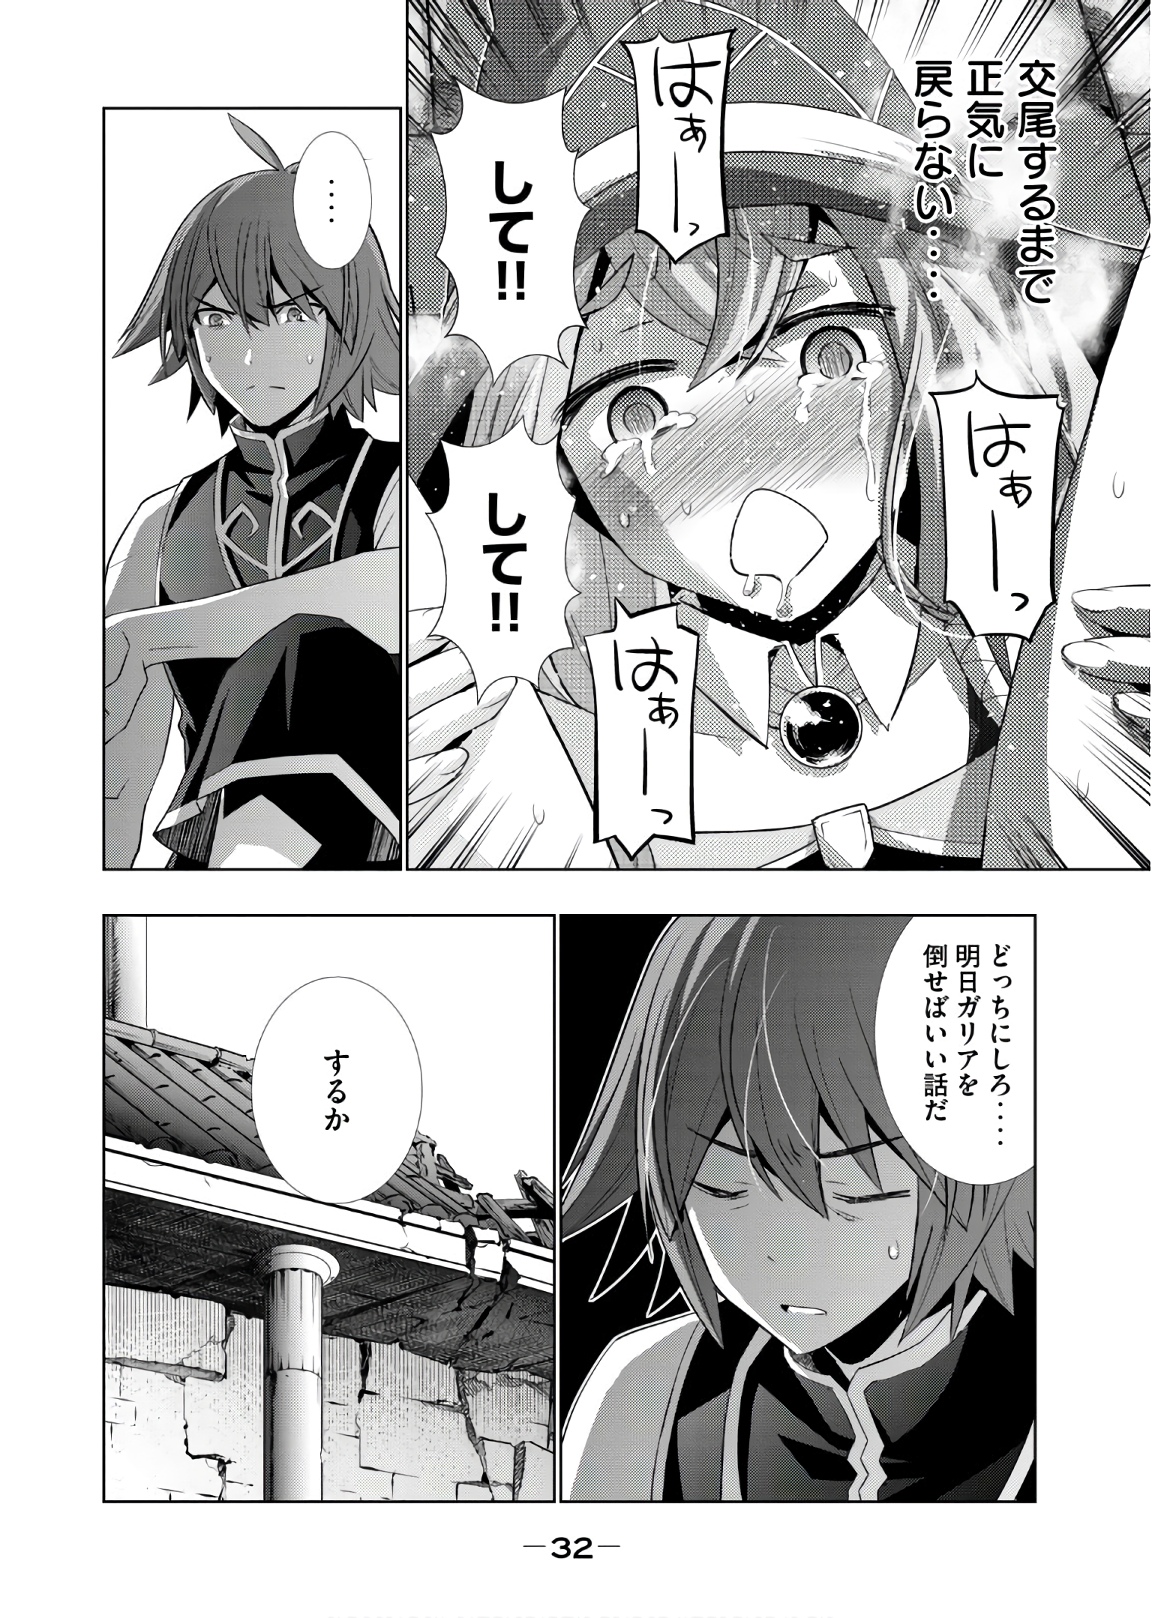 交尾するまで
正気に
戻らない・・・・
はぁーっ
して!!
はぁーっ
して!!
はぁーっ
・・・・
どっちにしろ・・・・
明日ガリアを
倒せばいい話だ
するか
—32—